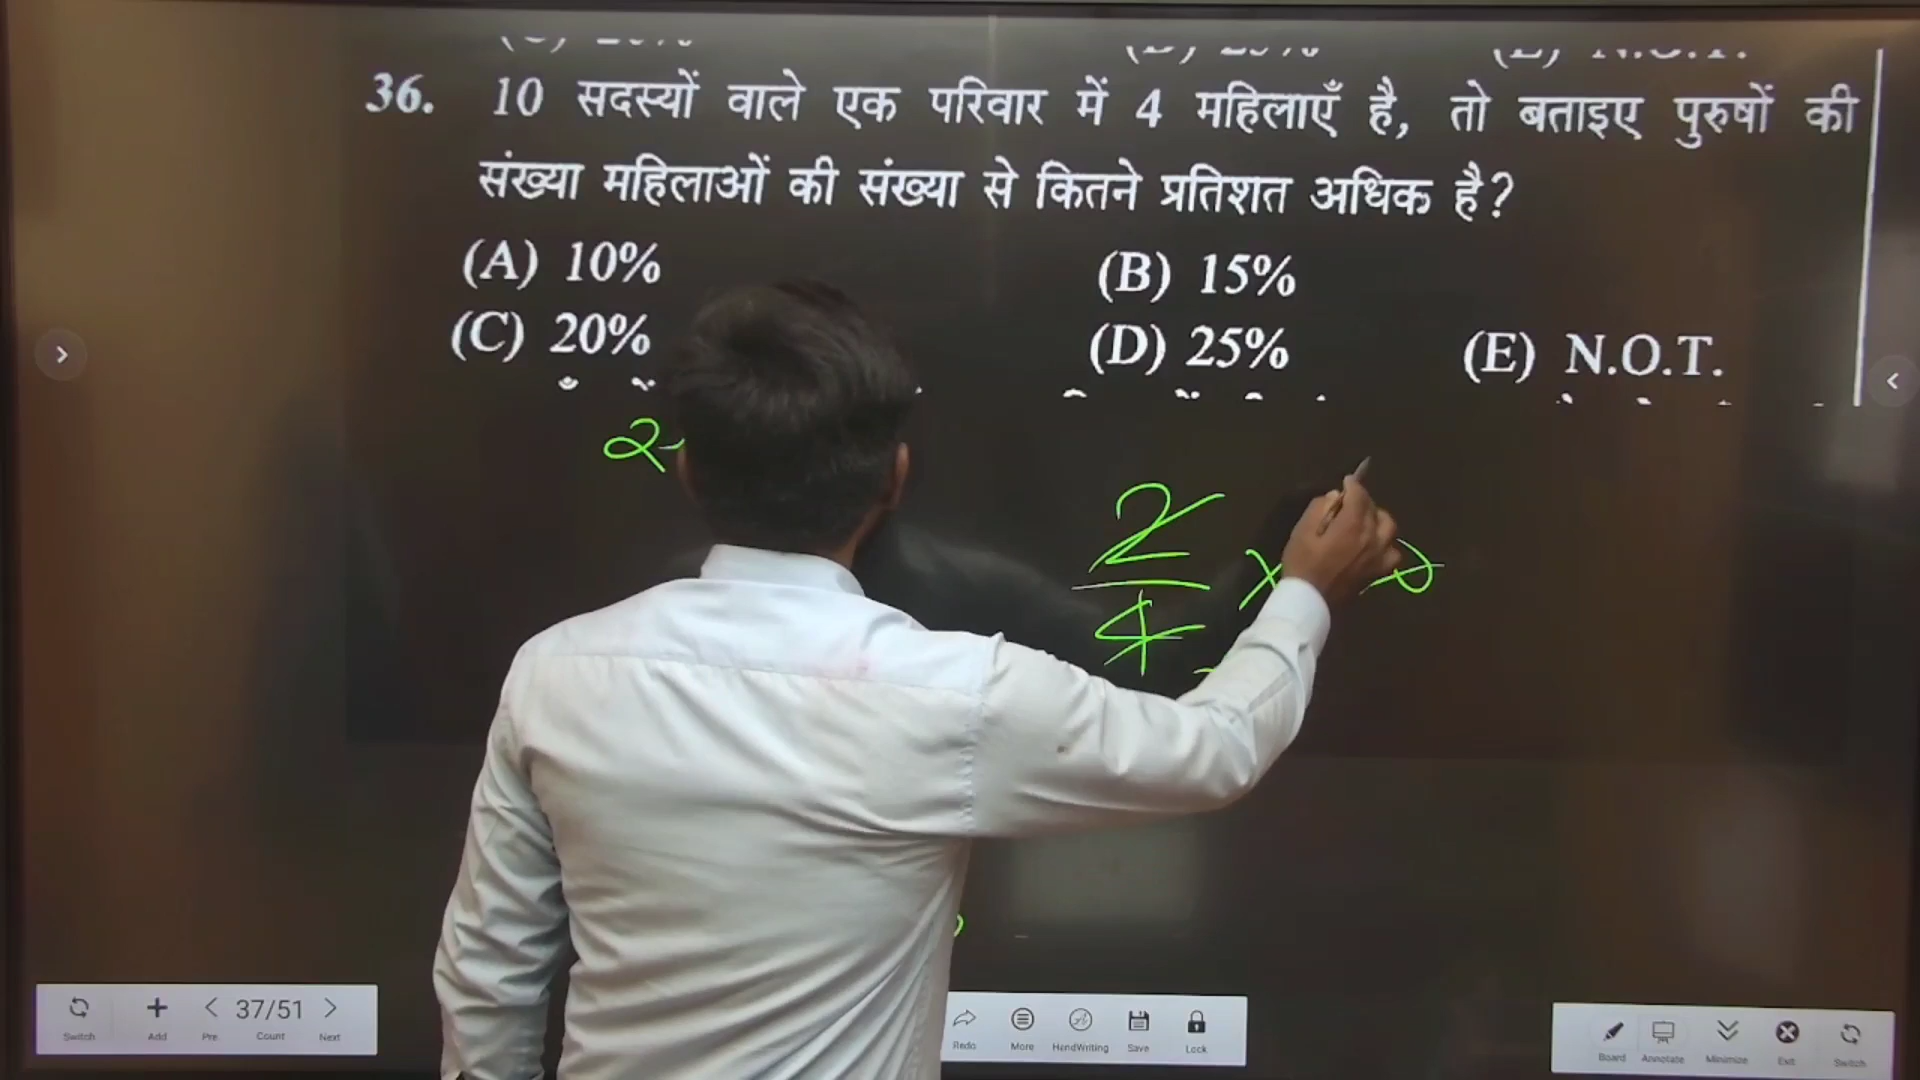 36. 10 सदस्यों वाले एक परिवार में 4 महिलाएँ है, तो बताइए पुरुषों की
संख्या महिलाओं की संख्या से कितने प्रतिशत अधिक है?
(A) 10% (B) 15%
(C) 20% (D) 25% (E) N.O.T.
2
4
Switch Add Pre 37/51 Count Next Redo More HandWriting Save Lock Board Annotate Minimize Exit Switch